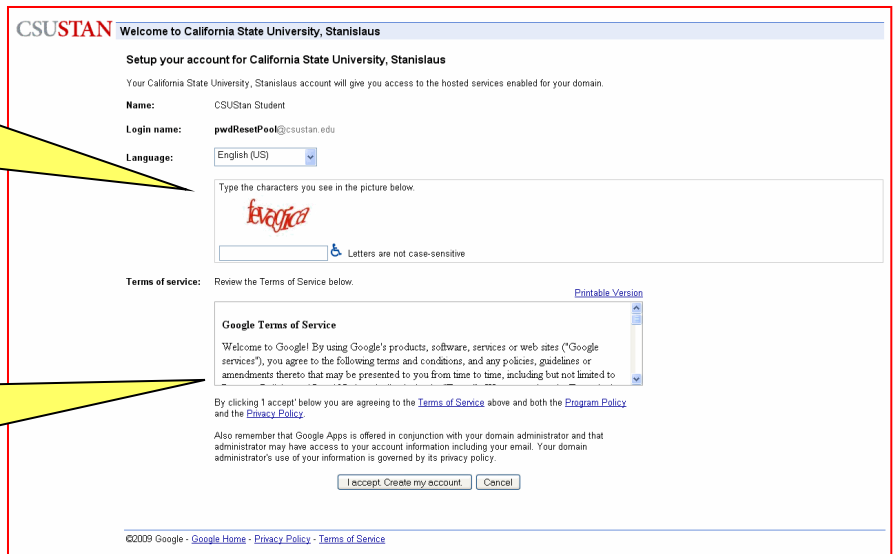 CSUSTAN Welcome to California State University, Stanislaus
Setup your account for California State University, Stanislaus
Your California State University, Stanislaus account will give you access to the hosted services enabled for your domain.
Name: CSUStan Student
Login name: pwdResetPool@csustan.edu
Language: English (US)
Type the characters you see in the picture below.
Letters are not case-sensitive
Terms of service: Review the Terms of Service below.
Printable Version
Google Terms of Service
Welcome to Google! By using Google's products, software, services or web sites ("Google
services"), you agree to the following terms and conditions, and any policies, guidelines or
amendments thereto that may be presented to you from time to time, including but not limited to
By clicking 'I accept' below you are agreeing to the Terms of Service above and both the Program Policy
and the Privacy Policy.
Also remember that Google Apps is offered in conjunction with your domain administrator and that
administrator may have access to your account information including your email. Your domain
administrator's use of your information is governed by its privacy policy.
I accept. Create my account. Cancel
©2009 Google - Google Home - Privacy Policy - Terms of Service